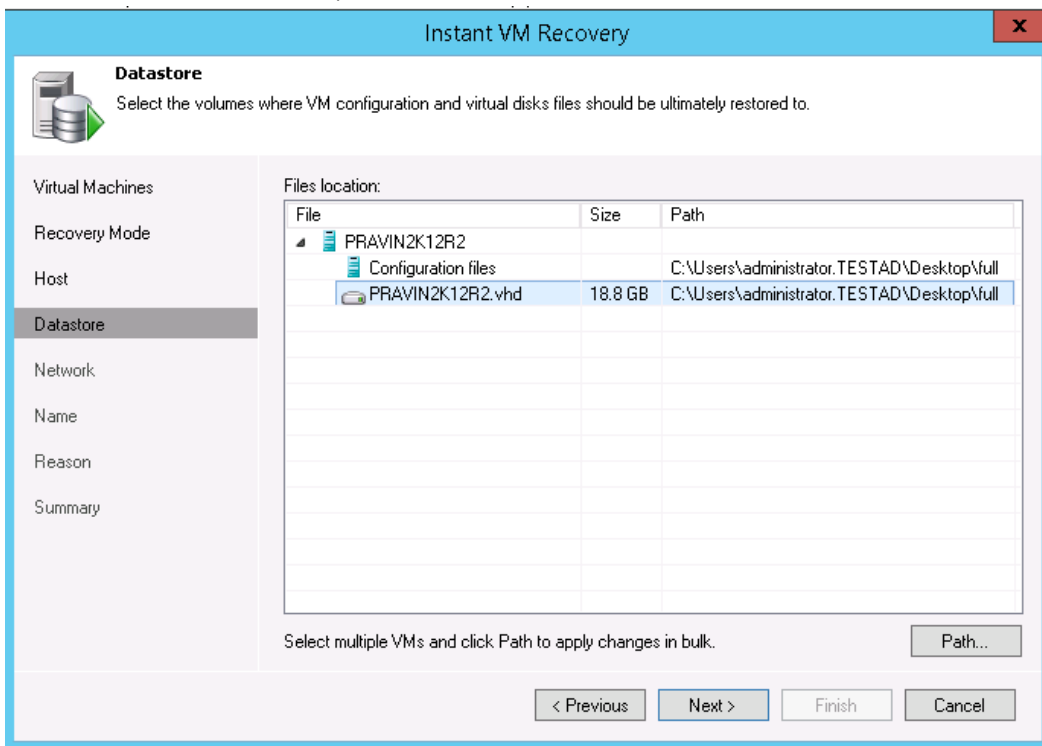 Instant VM Recovery
x
Datastore
Select the volumes where VM configuration and virtual disks files should be ultimately restored to.
Virtual Machines
Recovery Mode
Host
Datastore
Network
Name
Reason
Summary
Files location:
File Size Path
PRAVIN2K12R2
Configuration files C:\Users\administrator.TESTAD\Desktop\full
PRAVIN2K12R2.vhd 18.8 GB C:\Users\administrator.TESTAD\Desktop\full
Select multiple VMs and click Path to apply changes in bulk.
Path...
< Previous Next > Finish Cancel